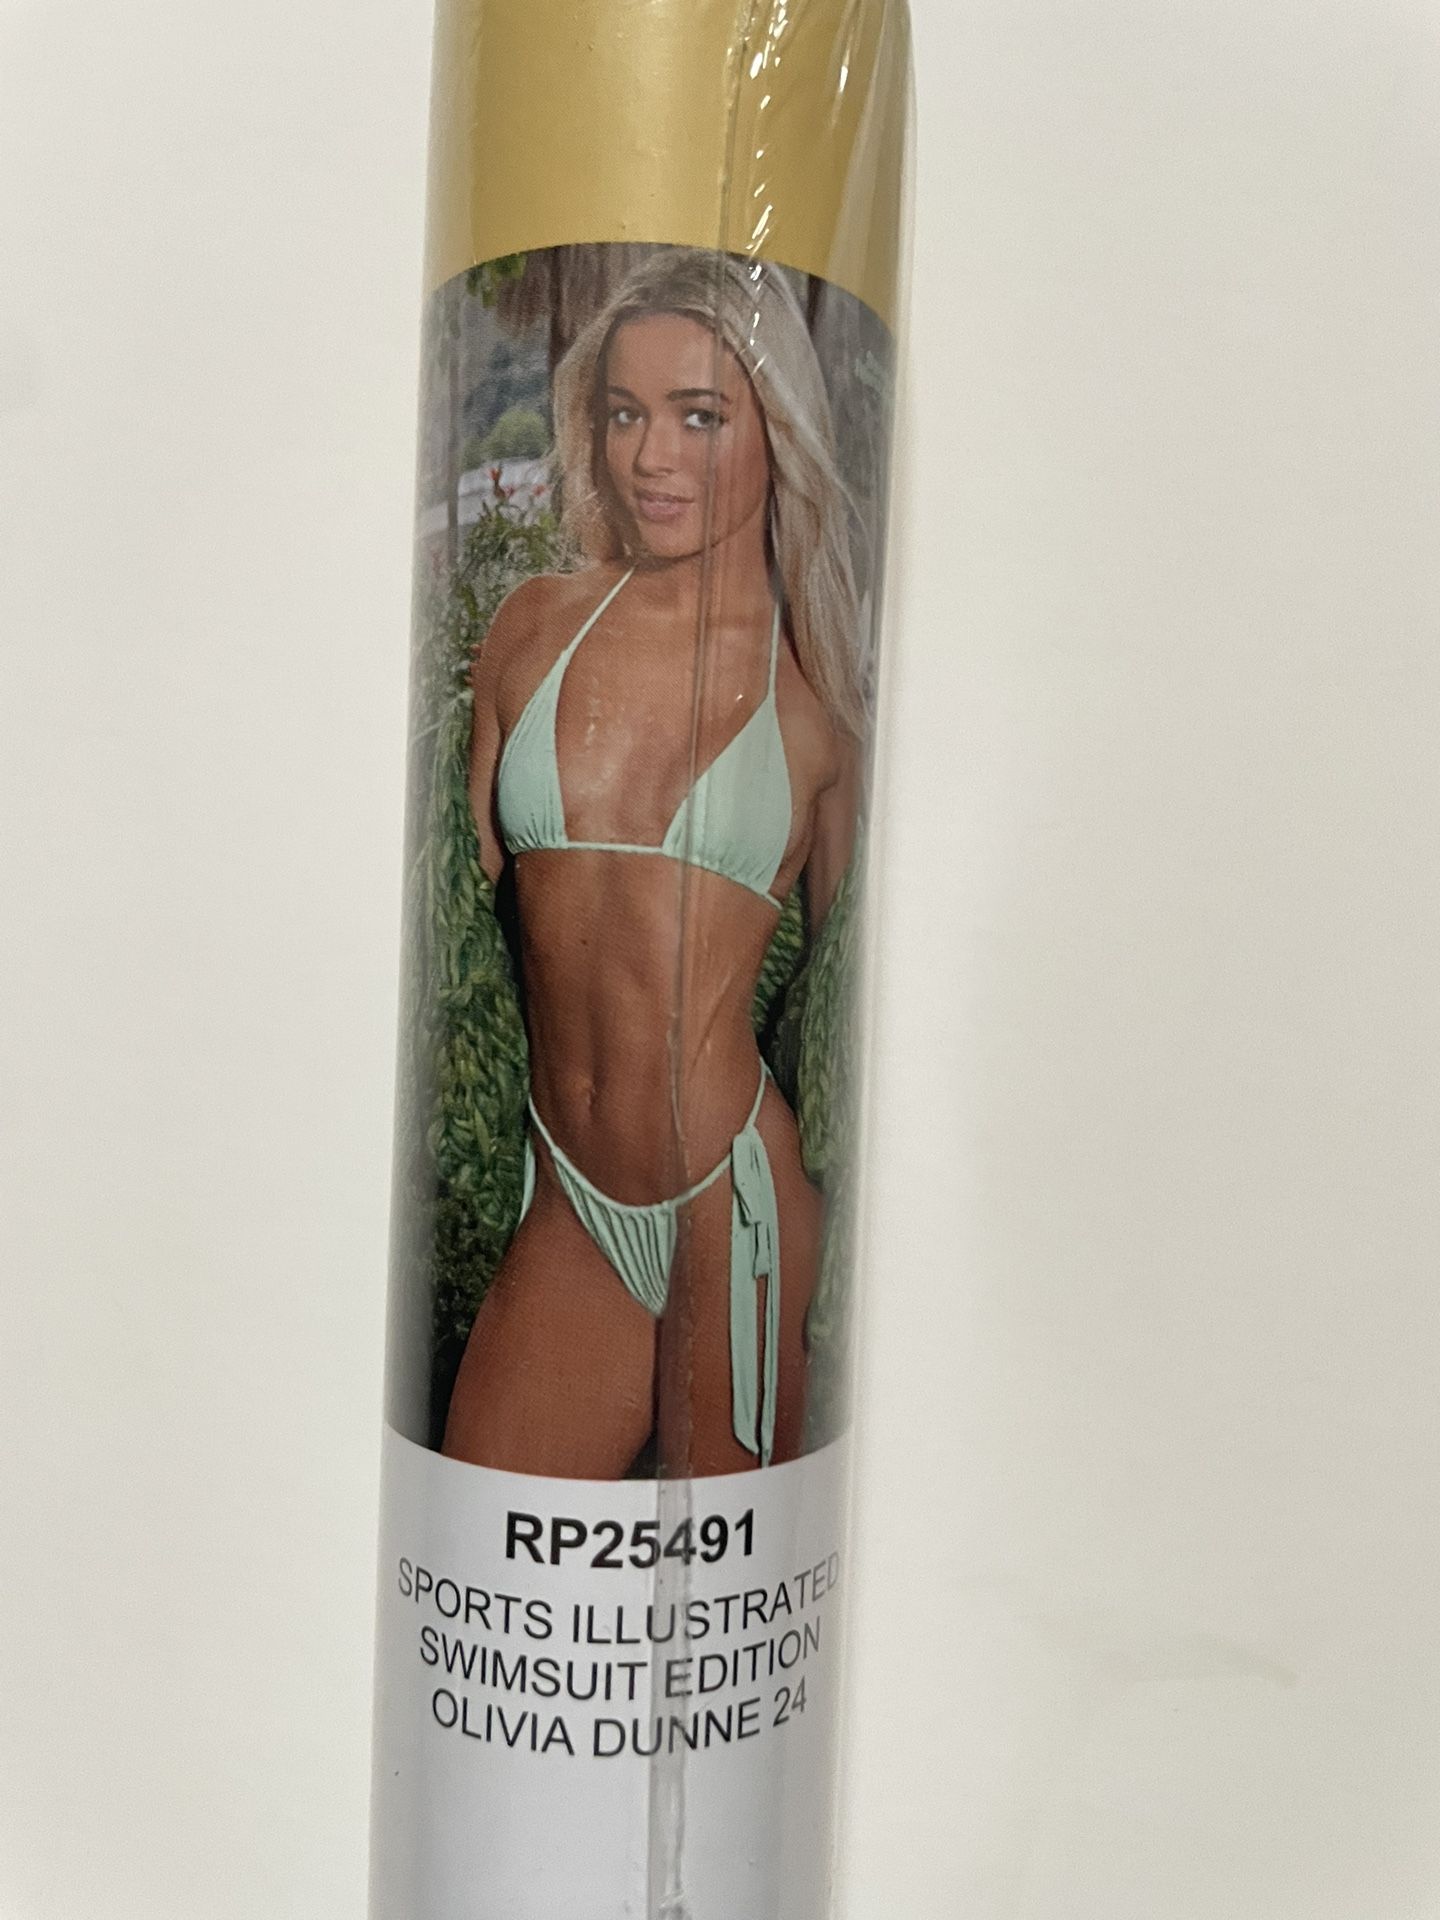 RP25491
SPORTS ILLUSTRATED
SWIMSUIT EDITION
OLIVIA DUNNE 24